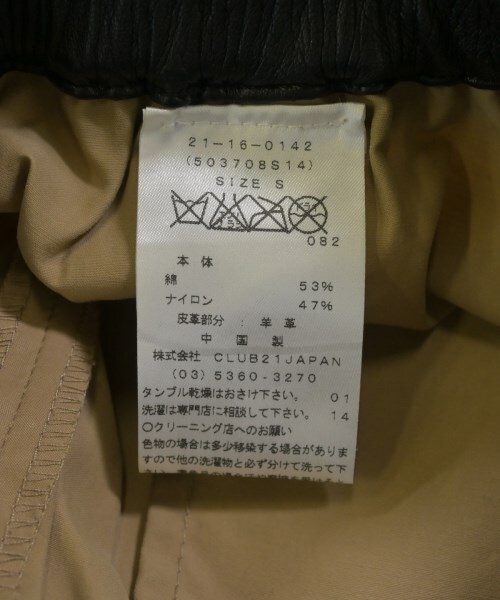 21-16-0142
(503708S14)
SIZE S
082
本体
綿 53%
ナイロン 47%
皮革部分 : 羊革
中国製
株式会社 CLUB21JAPAN
(03) 5360-3270
タンブル乾燥はおさけ下さい。 01
洗濯は専門店に相談して下さい。 14
○クリーニング店へのお願い
色物の場合は多少移染する場合がありま
すので他の洗濯物と必ず分けて洗って下